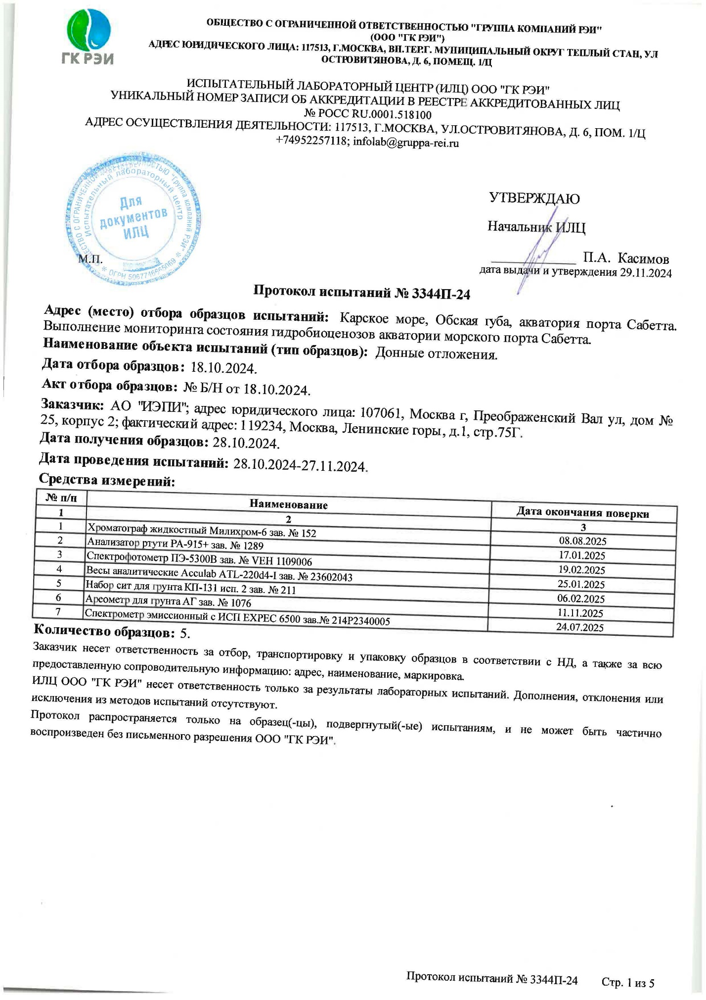 ГК РЭИ
ОБЩЕСТВО С ОГРАНИЧЕННОЙ ОТВЕТСТВЕННОСТЬЮ "ГРУППА КОМПАНИЙ РЭИ"
(ООО "ГК РЭИ")
АДРЕС ЮРИДИЧЕСКОГО ЛИЦА: 117513, Г.МОСКВА, ВН.ТЕР.Г. МУНИЦИПАЛЬНЫЙ ОКРУГ ТЕПЛЫЙ СТАН, УЛ
ОСТРОВИТЯНОВА, Д. 6, ПОМЕЩ. 1/Ц
ИСПЫТАТЕЛЬНЫЙ ЛАБОРАТОРНЫЙ ЦЕНТР (ИЛЦ) ООО "ГК РЭИ"
УНИКАЛЬНЫЙ НОМЕР ЗАПИСИ ОБ АККРЕДИТАЦИИ В РЕЕСТРЕ АККРЕДИТОВАННЫХ ЛИЦ
№ РОСС RU.0001.518100
АДРЕС ОСУЩЕСТВЛЕНИЯ ДЕЯТЕЛЬНОСТИ: 117513, Г.МОСКВА, УЛ.ОСТРОВИТЯНОВА, Д. 6, ПОМ. 1/Ц
+74952257118; infolab@gruppa-rei.ru
ОБЩЕСТВО С ОГРАНИЧЕННОЙ ОТВЕТСТВЕННОСТЬЮ "Группа компаний РЭИ"
Испытательный лабораторный центр
Для
документов
ИЛЦ
ОГРН 5067746665069
М.П.
УТВЕРЖДАЮ
Начальник ИЛЦ
П.А. Касимов
дата выдачи и утверждения 29.11.2024
Протокол испытаний № 3344П-24
Адрес (место) отбора образцов испытаний: Карское море, Обская губа, акватория порта Сабетта.
Выполнение мониторинга состояния гидробиоценозов акватории морского порта Сабетта.
Наименование объекта испытаний (тип образцов): Донные отложения.
Дата отбора образцов: 18.10.2024.
Акт отбора образцов: № Б/Н от 18.10.2024.
Заказчик: АО "ИЭПИ"; адрес юридического лица: 107061, Москва г, Преображенский Вал ул, дом №
25, корпус 2; фактический адрес: 119234, Москва, Ленинские горы, д.1, стр.75Г.
Дата получения образцов: 28.10.2024.
Дата проведения испытаний: 28.10.2024-27.11.2024.
Средства измерений:
№ п/п Наименование Дата окончания поверки
1 2 3
1 Хроматограф жидкостный Милихром-6 зав. № 152 08.08.2025
2 Анализатор ртути РА-915+ зав. № 1289 17.01.2025
3 Спектрофотометр ПЭ-5300В зав. № VEH 1109006 19.02.2025
4 Весы аналитические Acculab ATL-220d4-I зав. № 23602043 25.01.2025
5 Набор сит для грунта КП-131 исп. 2 зав. № 211 06.02.2025
6 Ареометр для грунта АГ зав. № 1076 11.11.2025
7 Спектрометр эмиссионный с ИСП EXPEC 6500 зав.№ 214P2340005 24.07.2025
Количество образцов: 5.
Заказчик несет ответственность за отбор, транспортировку и упаковку образцов в соответствии с НД, а также за всю
предоставленную сопроводительную информацию: адрес, наименование, маркировка.
ИЛЦ ООО "ГК РЭИ" несет ответственность только за результаты лабораторных испытаний. Дополнения, отклонения или
исключения из методов испытаний отсутствуют.
Протокол распространяется только на образец(-цы), подвергнутый(-ые) испытаниям, и не может быть частично
воспроизведен без письменного разрешения ООО "ГК РЭИ".
Протокол испытаний № 3344П-24 Стр. 1 из 5